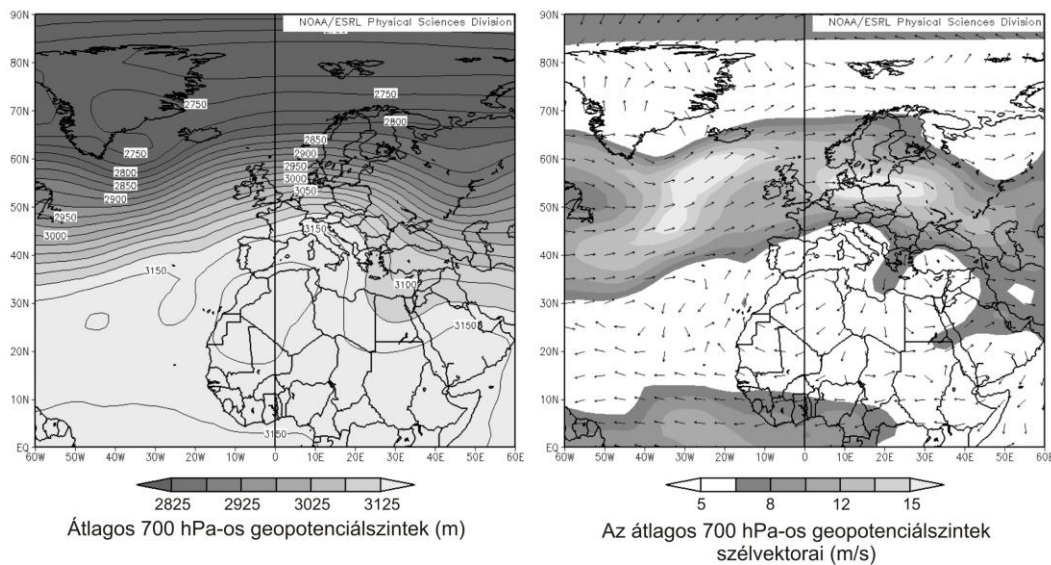 NOAA/ESRL Physical Sciences Division
90N
80N
70N
60N
50N
40N
30N
20N
10N
EQ
60W 50W 40W 30W 20W 10W 0 10E 20E 30E 40E 50E 60E
2750
2800
2750
2800
2850
2900
2850
2900
2950
3000
3050
2950
3000
3150
3150
3100
3150
3150
2825 2925 3025 3125
Átlagos 700 hPa-os geopotenciálszintek (m)
NOAA/ESRL Physical Sciences Division
90N
80N
70N
60N
50N
40N
30N
20N
10N
EQ
60W 50W 40W 30W 20W 10W 0 10E 20E 30E 40E 50E 60E
5 8 12 15
Az átlagos 700 hPa-os geopotenciálszintek
szélvektorai (m/s)